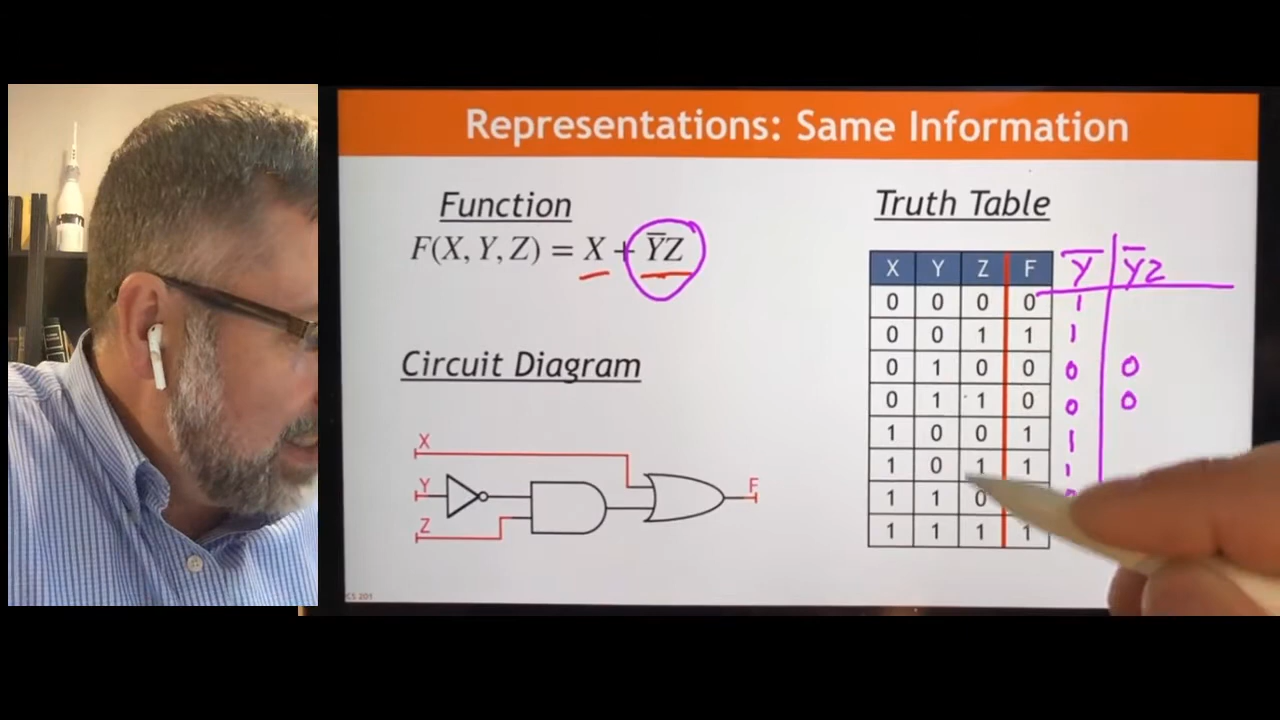 Representations: Same Information
Function
F(X, Y, Z) = X + Y̅Z
Truth Table
X Y Z F Y̅ Y̅Z
0 0 0 0 1
0 0 1 1 1
0 1 0 0 0 0
0 1 1 0 0 0
1 0 0 1 1
1 0 1 1 1
1 1 0
1 1 1 1
Circuit Diagram
X
Y
Z
F
CS 201